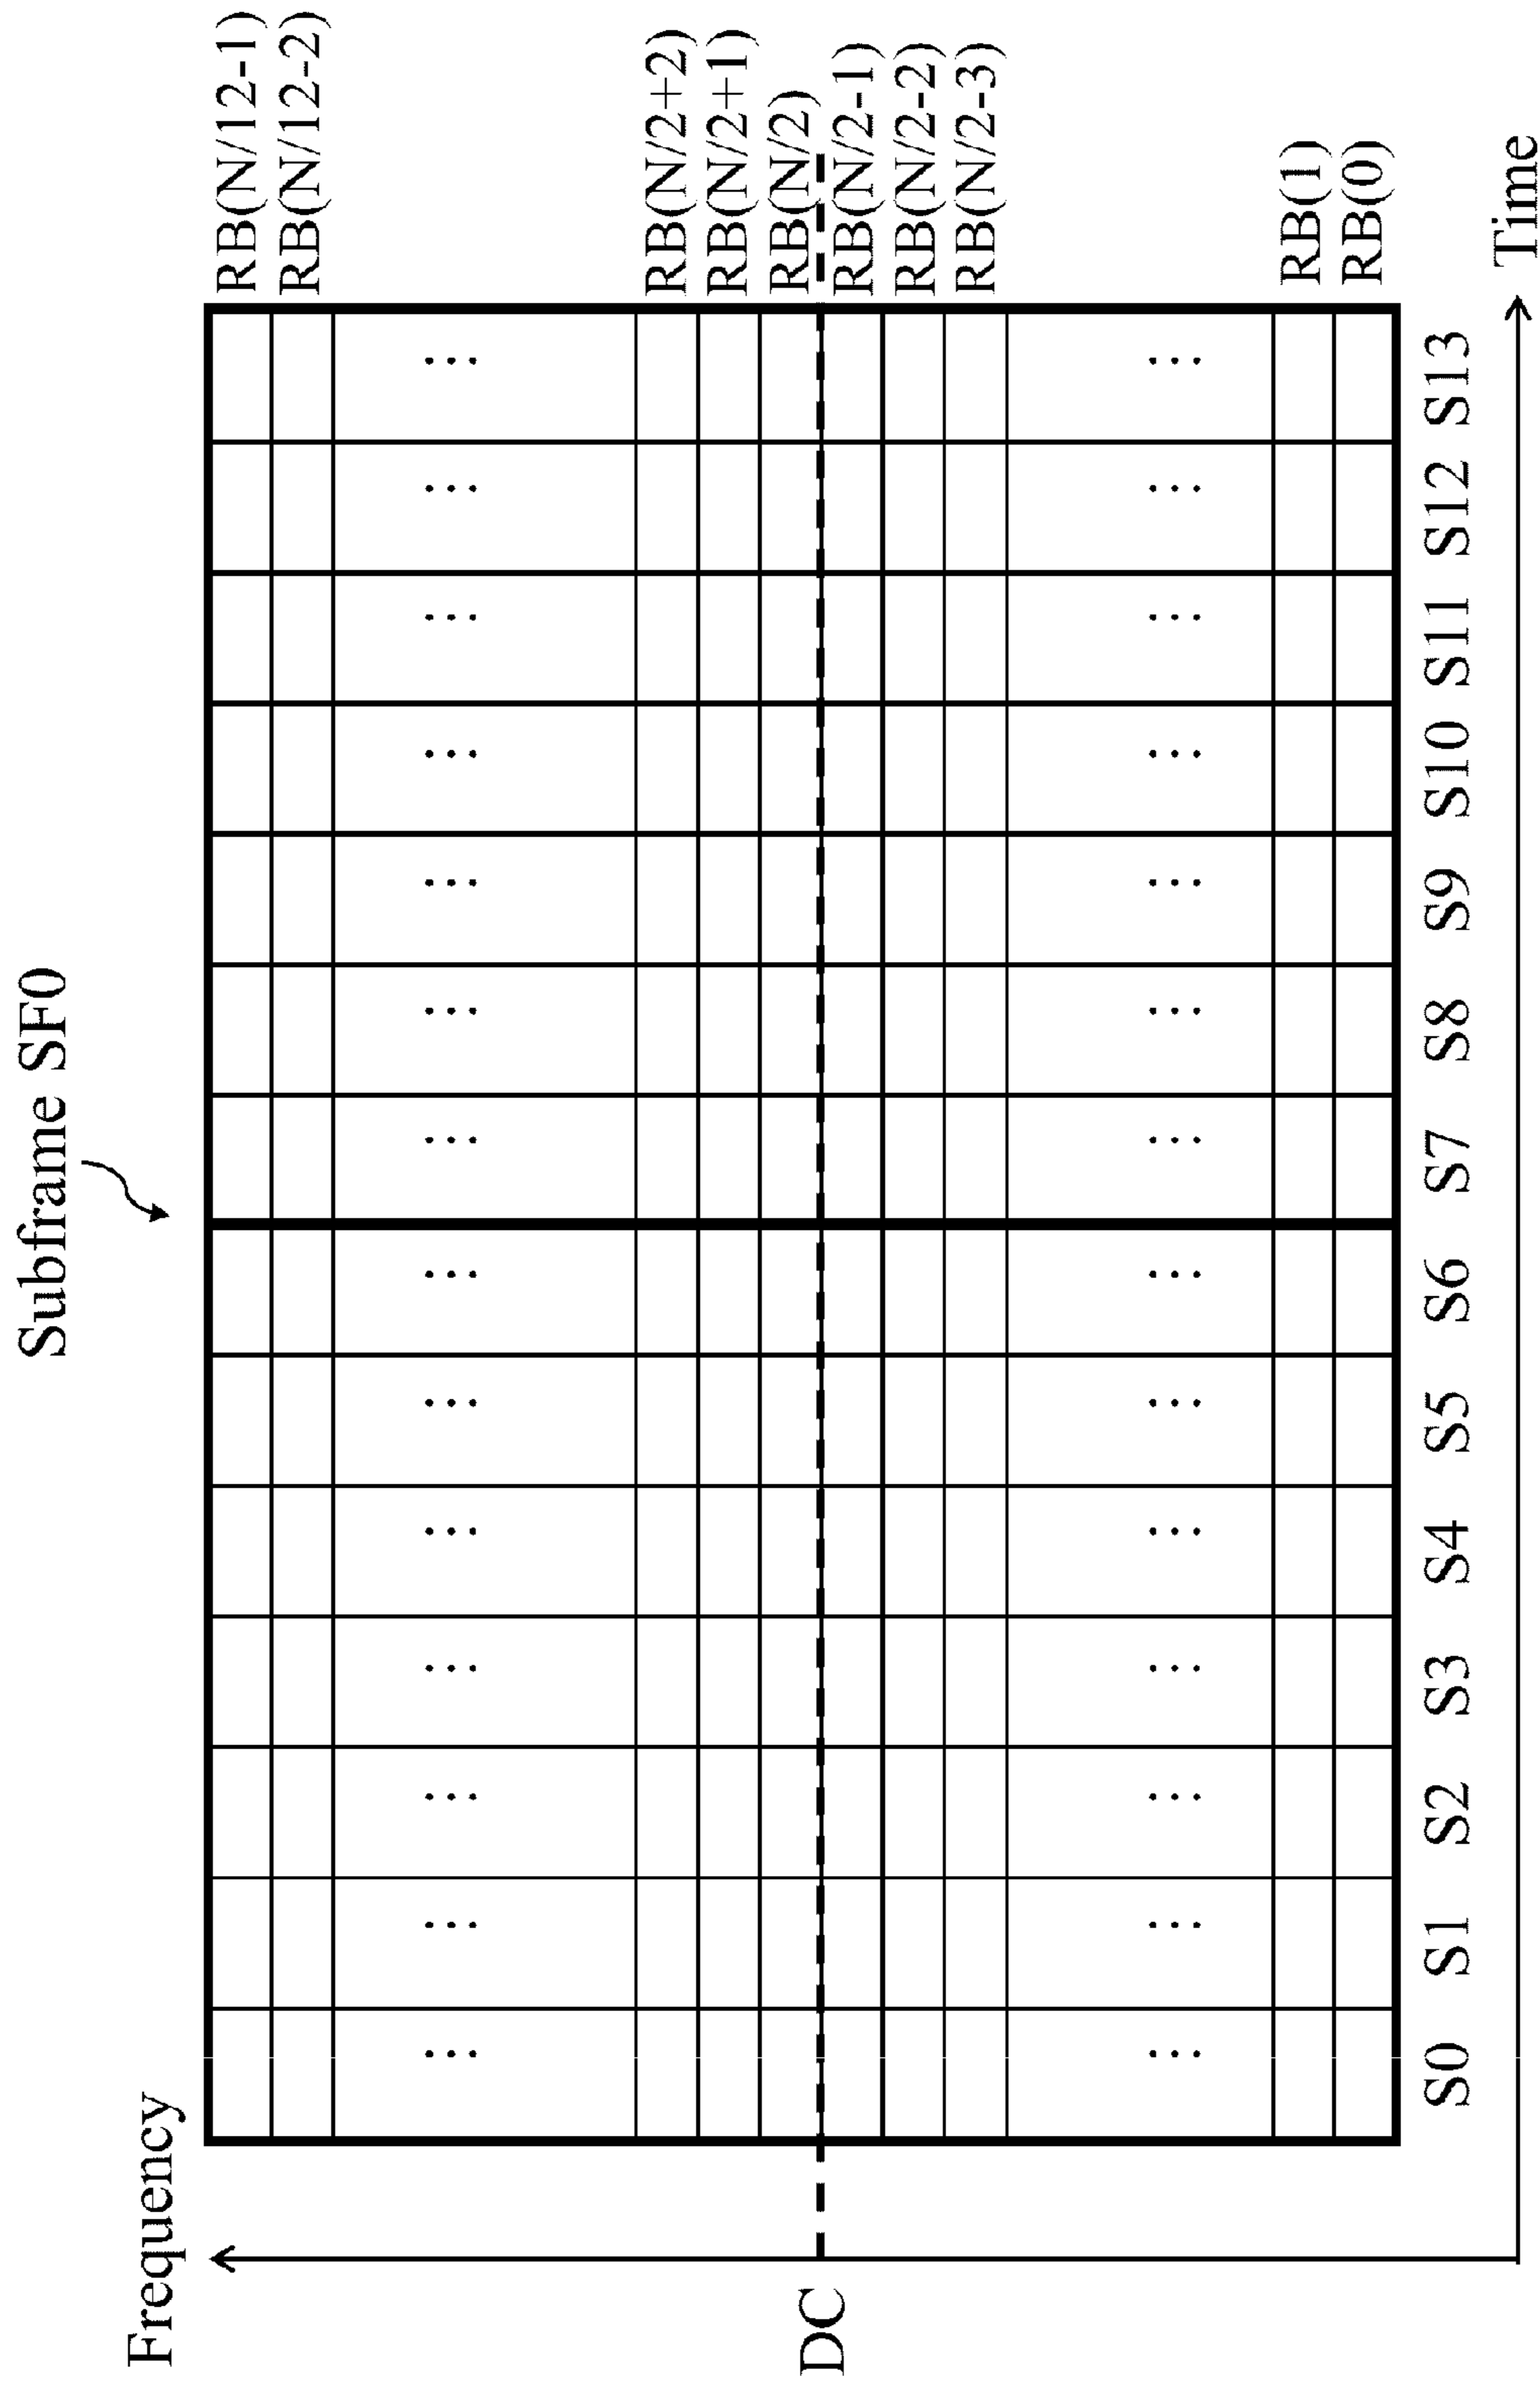 Subframe SF0
Frequency
RB(N/12-1)
RB(N/12-2)
...
RB(N/2+2)
RB(N/2+1)
RB(N/2)
DC
RB(N/2-1)
RB(N/2-2)
RB(N/2-3)
...
RB(1)
RB(0)
S0 S1 S2 S3 S4 S5 S6 S7 S8 S9 S10 S11 S12 S13
Time